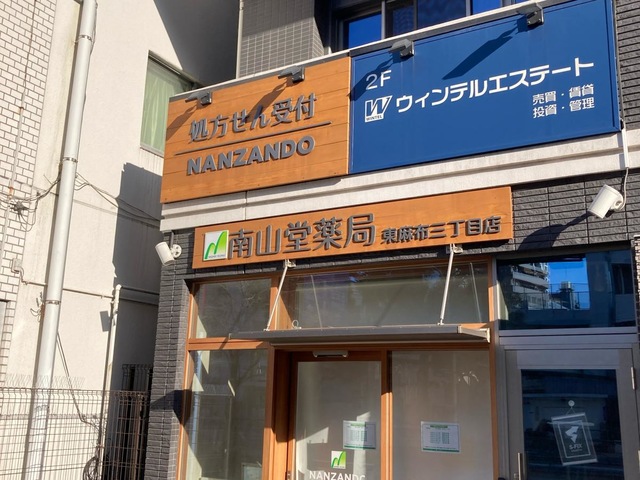 処方せん受付
NANZANDO
2F
W
WINTEL
ウィンテルエステート
売買・賃貸
投資・管理
南山堂薬局 東麻布三丁目店
NANZANDO